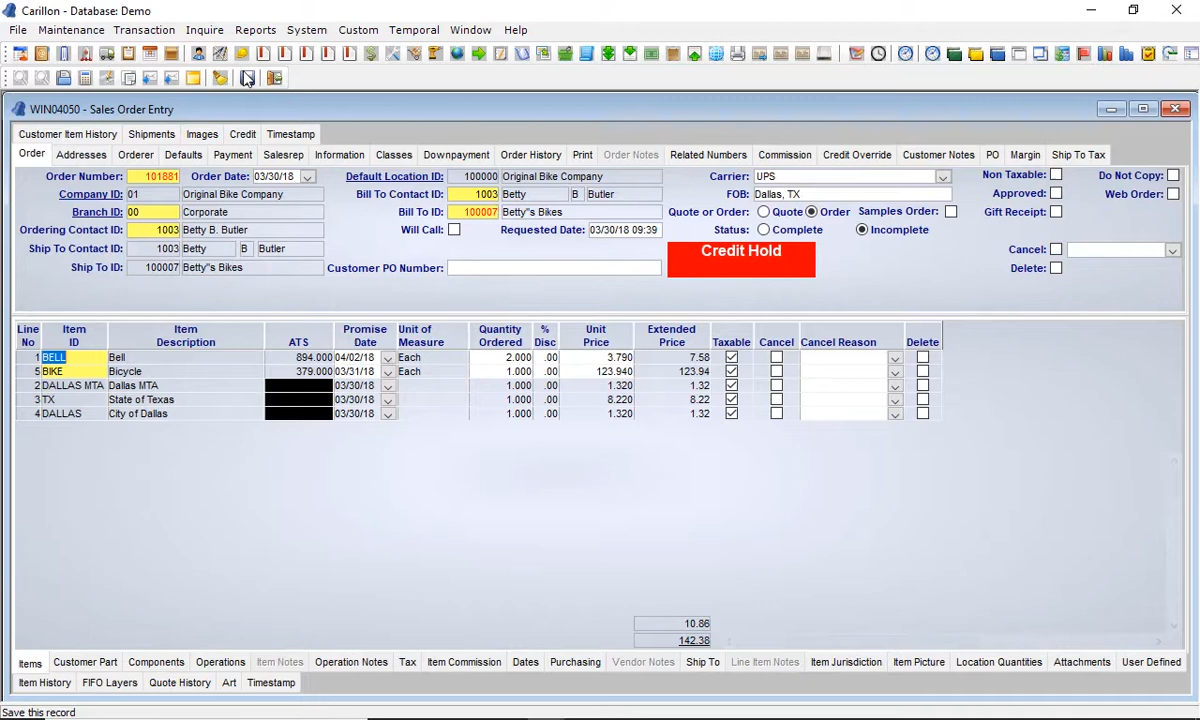 Carillon - Database: Demo
File Maintenance Transaction Inquire Reports System Custom Temporal Window Help
WIN04050 - Sales Order Entry
Customer Item History Shipments Images Credit Timestamp
Order Addresses Orderer Defaults Payment Salesrep Information Classes Downpayment Order History Print Order Notes Related Numbers Commission Credit Override Customer Notes PO Margin Ship To Tax
Order Number: 101881 Order Date: 03/30/18 Default Location ID: 100000 Original Bike Company Carrier: UPS Non Taxable: Do Not Copy:
Company ID: 01 Original Bike Company Bill To Contact ID: 1003 Betty B Butler FOB: Dallas, TX Approved: Web Order:
Branch ID: 00 Corporate Bill To ID: 100007 Betty"s Bikes Quote or Order: Quote Order Samples Order: Gift Receipt:
Ordering Contact ID: 1003 Betty B. Butler Will Call: Requested Date: 03/30/18 09:39 Status: Complete Incomplete
Ship To Contact ID: 1003 Betty B Butler Credit Hold Cancel:
Ship To ID: 100007 Betty"s Bikes Customer PO Number: Delete:
Line Item Item Promise Unit of Quantity % Unit Extended
No ID Description ATS Date Measure Ordered Disc Price Price Taxable Cancel Cancel Reason Delete
1 BELL Bell 894.000 04/02/18 Each 2.000 .00 3.790 7.58
5 BIKE Bicycle 379.000 03/31/18 Each 1.000 .00 123.940 123.94
2 DALLAS MTA Dallas MTA 03/30/18 1.000 .00 1.320 1.32
3 TX State of Texas 03/30/18 1.000 .00 8.220 8.22
4 DALLAS City of Dallas 03/30/18 1.000 .00 1.320 1.32
10.86
142.38
Items Customer Part Components Operations Item Notes Operation Notes Tax Item Commission Dates Purchasing Vendor Notes Ship To Line Item Notes Item Jurisdiction Item Picture Location Quantities Attachments User Defined
Item History FIFO Layers Quote History Art Timestamp
Save this record